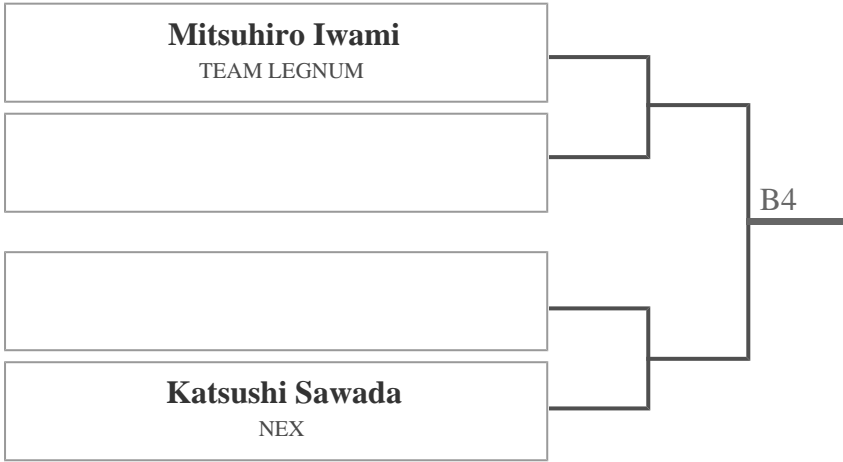 Mitsuhiro Iwami
TEAM LEGNUM
B4
Katsushi Sawada
NEX